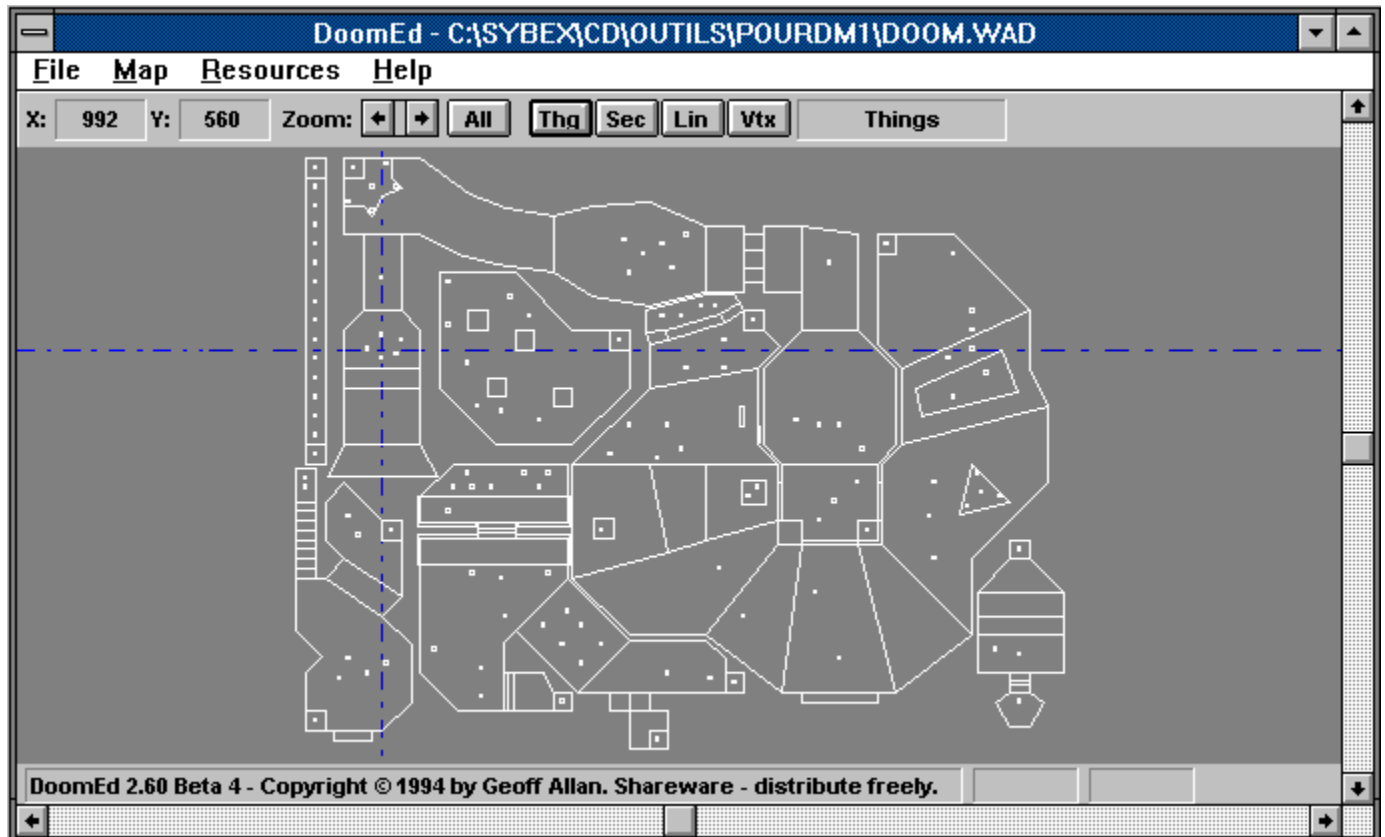 DoomEd - C:\SYBEX\CD\OUTILS\POURDM1\DOOM.WAD
File Map Resources Help
X: 992 Y: 560 Zoom: All Thg Sec Lin Vtx Things
DoomEd 2.60 Beta 4 - Copyright © 1994 by Geoff Allan. Shareware - distribute freely.